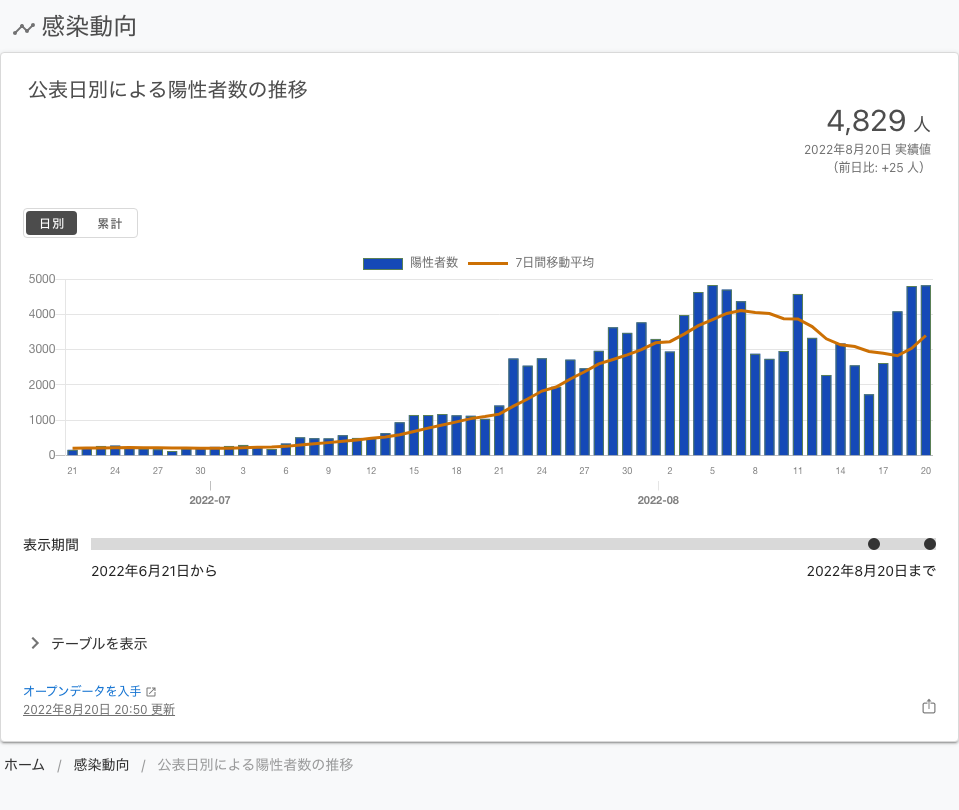 感染動向
公表日別による陽性者数の推移
4,829 人
2022年8月20日 実績値
（前日比: +25 人）
日別 累計
陽性者数 7日間移動平均
5000
4000
3000
2000
1000
0
21 24 27 30 3 6 9 12 15 18 21 24 27 30 2 5 8 11 14 17 20
2022-07 2022-08
表示期間
2022年6月21日から 2022年8月20日まで
テーブルを表示
オープンデータを入手
2022年8月20日 20:50 更新
ホーム / 感染動向 / 公表日別による陽性者数の推移